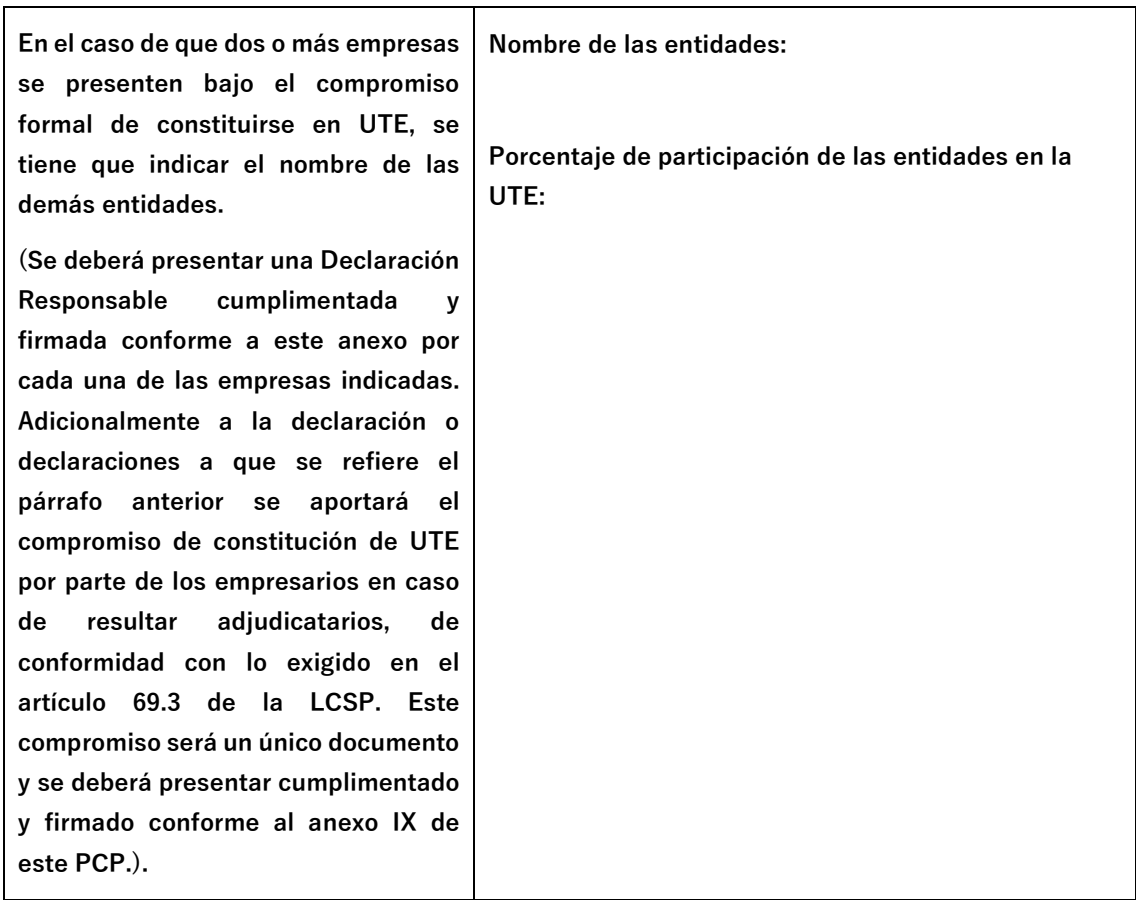 En el caso de que dos o más empresas
se presenten bajo el compromiso
formal de constituirse en UTE, se
tiene que indicar el nombre de las
demás entidades.
(Se deberá presentar una Declaración
Responsable cumplimentada y
firmada conforme a este anexo por
cada una de las empresas indicadas.
Adicionalmente a la declaración o
declaraciones a que se refiere el
párrafo anterior se aportará el
compromiso de constitución de UTE
por parte de los empresarios en caso
de resultar adjudicatarios, de
conformidad con lo exigido en el
artículo 69.3 de la LCSP. Este
compromiso será un único documento
y se deberá presentar cumplimentado
y firmado conforme al anexo IX de
este PCP.).
Nombre de las entidades:
Porcentaje de participación de las entidades en la
UTE: